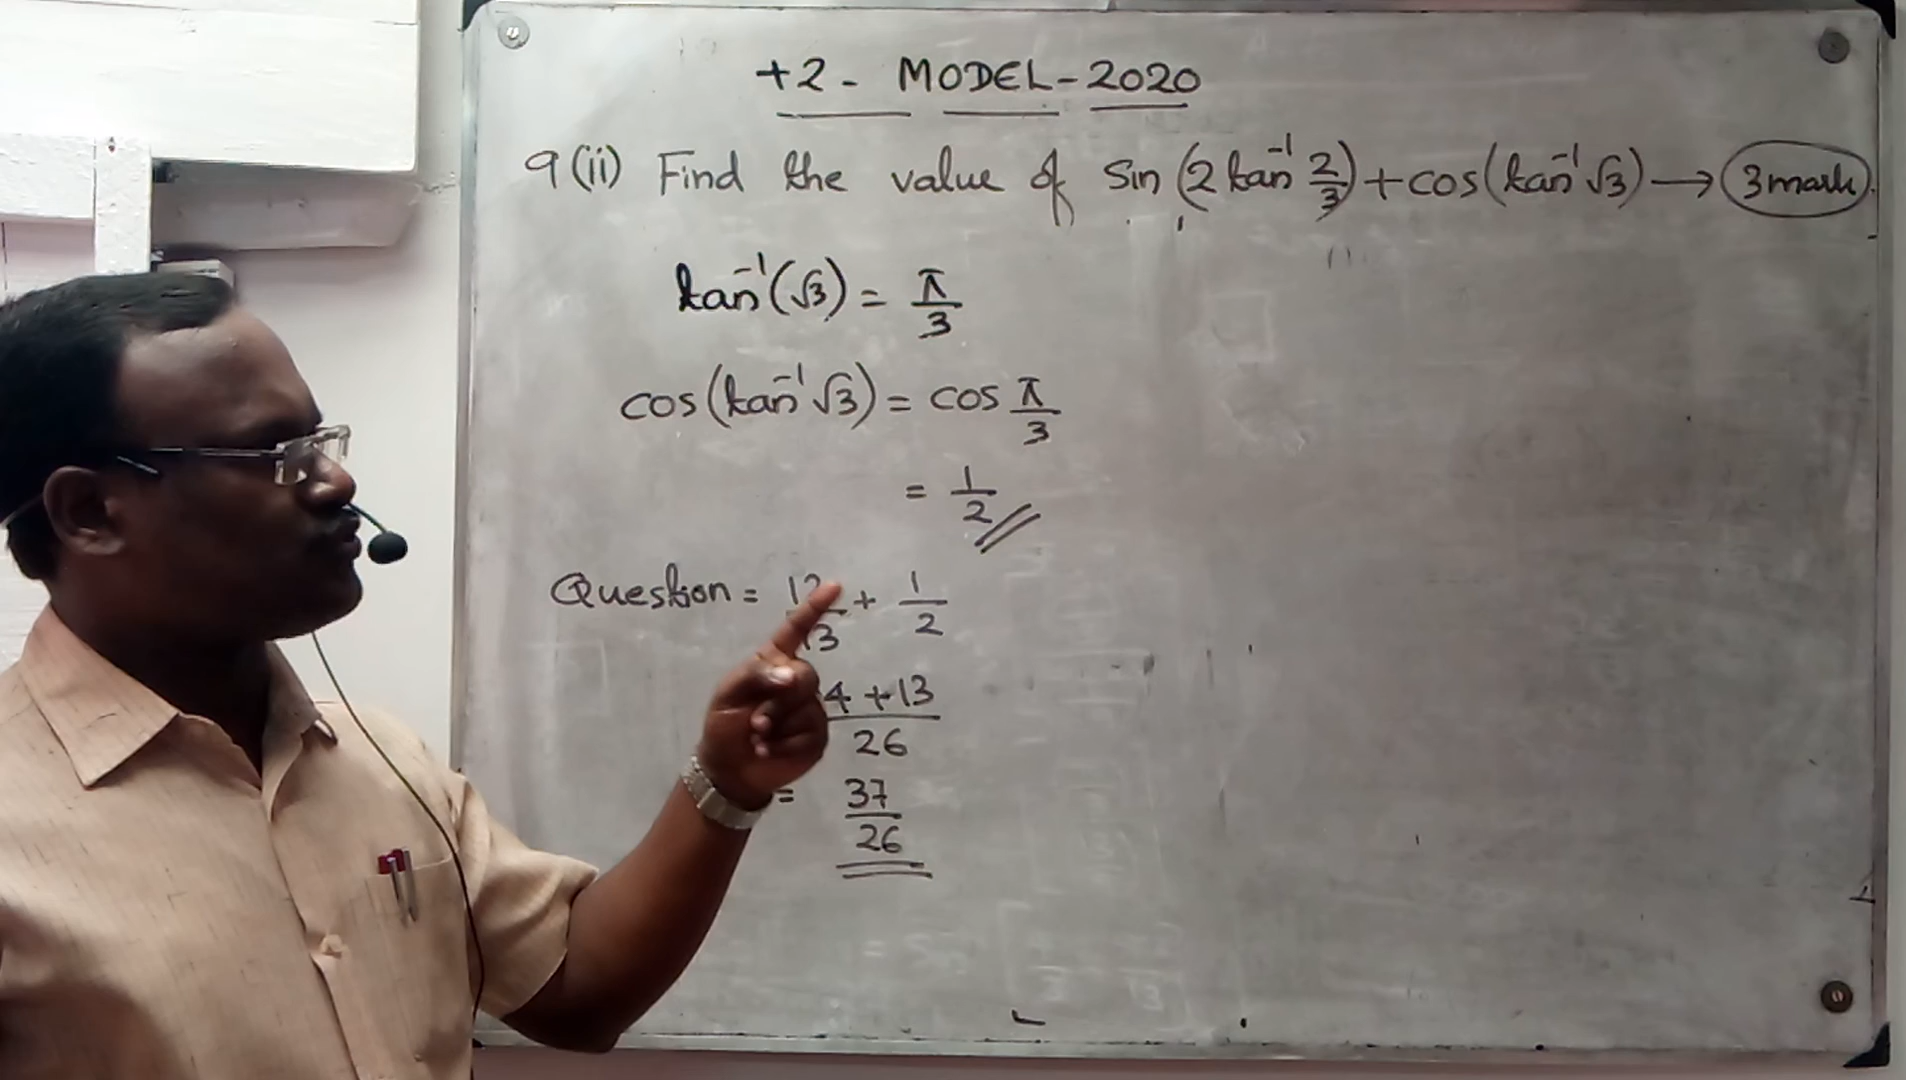 +2 - MODEL-2020
9(ii) Find the value of sin(2 tan⁻¹ 2/3) + cos(tan⁻¹ √3) → 3 mark
tan⁻¹(√3) = π/3
cos(tan⁻¹ √3) = cos π/3
= 1/2
Question = 12/13 + 1/2
4 + 13 / 26
= 37/26